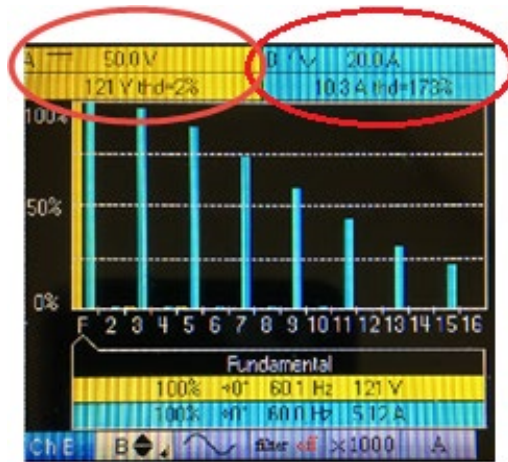 A 50.0 V B 20.0 A
121 V thd=2% 10.3 A thd=173%
100%
50%
0%
F 2 3 4 5 6 7 8 9 10 11 12 13 14 15 16
Fundamental
100% +0° 60.1 Hz 121 V
100% +0° 60.0 Hz 5.12 A
Ch B B filter off ×1000 A